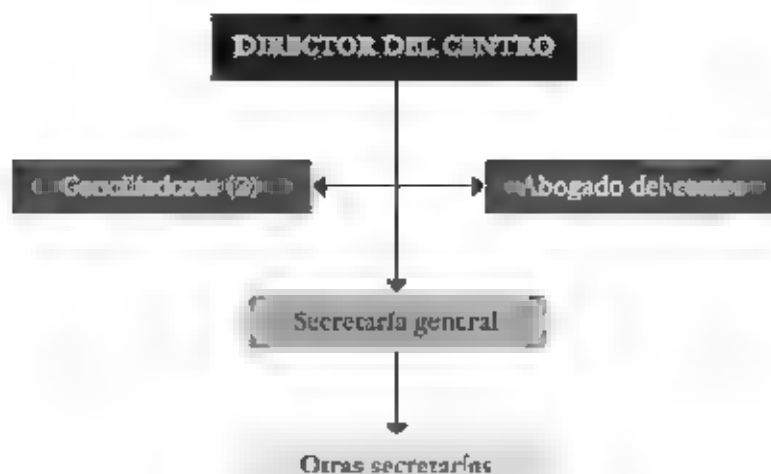 DIRECTOR DEL CENTRO
Conciliadores (2)
Abogado del centro
Secretaría general
Otras secretarías